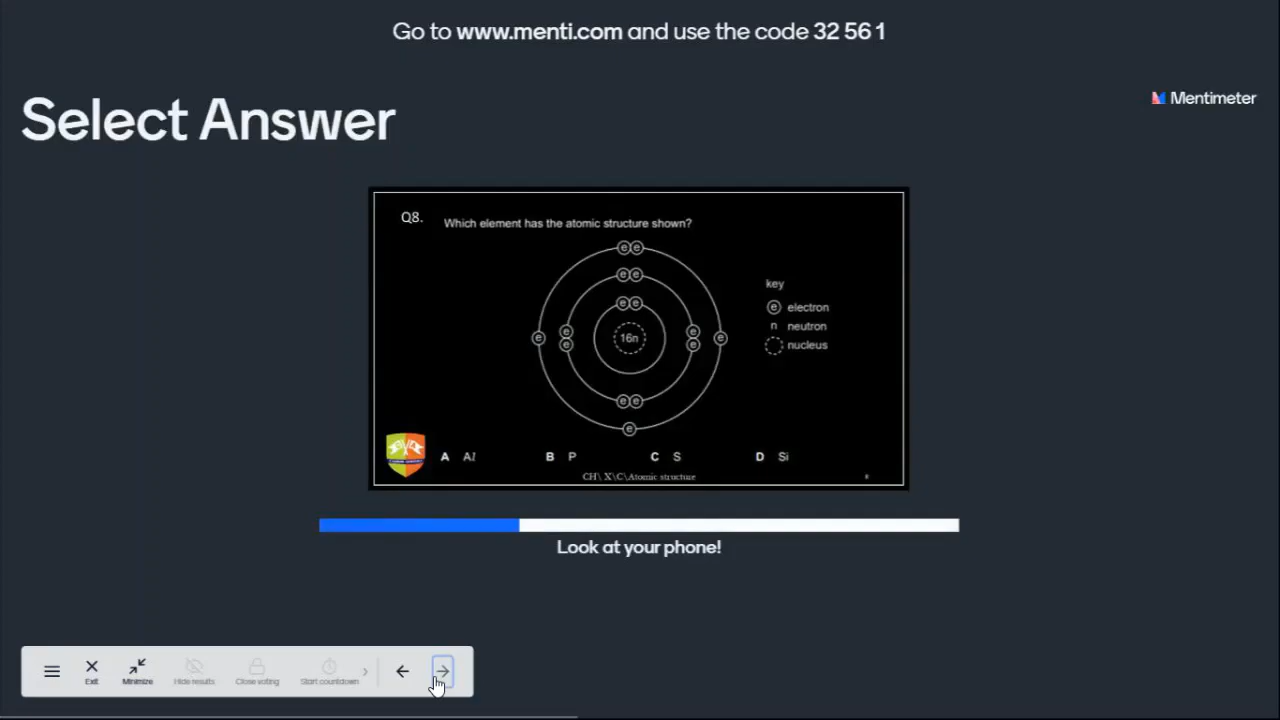 Go to www.menti.com and use the code 32 56 1
Mentimeter
Select Answer
Q8.
Which element has the atomic structure shown?
e e
e e
e e
key
e electron
n neutron
nucleus
e e e e
16n
e e
e e
e
A Al B P C S D Si
CH\ X\C\Atomic structure
8
Look at your phone!
Exit
Minimize
Hide results
Close voting
Start countdown